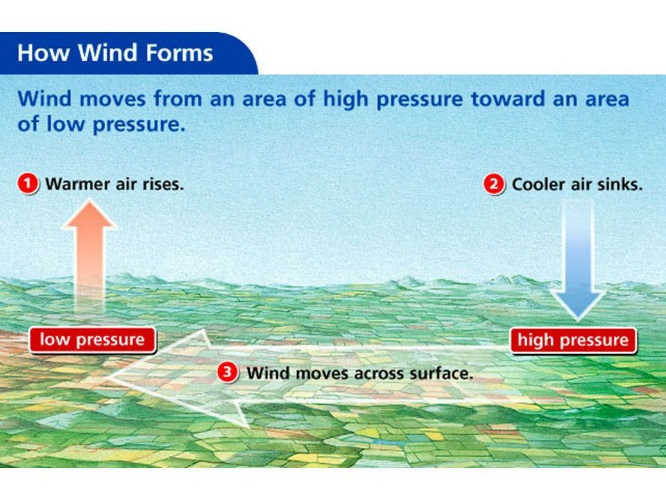 How Wind Forms
Wind moves from an area of high pressure toward an area
of low pressure.
1 Warmer air rises.
2 Cooler air sinks.
low pressure
high pressure
3 Wind moves across surface.